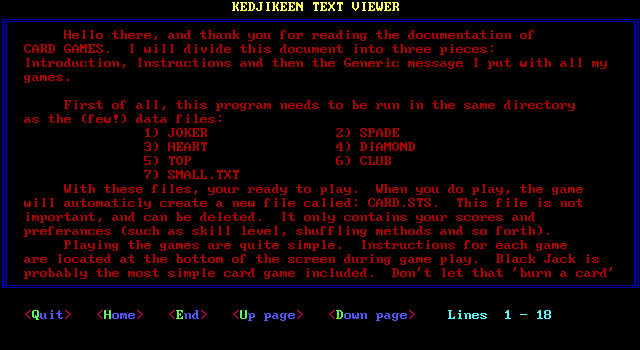 KEDJIKEEN TEXT VIEWER
Hello there, and thank you for reading the documentation of
CARD GAMES.  I will divide this document into three pieces:
Introduction, Instructions and then the Generic message I put with all my
games.
First of all, this program needs to be run in the same directory
as the (few!) data files:
1) JOKER 2) SPADE
3) HEART 4) DIAMOND
5) TOP 6) CLUB
7) SMALL.TXT
With these files, your ready to play.  When you do play, the game
will automaticly create a new file called: CARD.STS.  This file is not
important, and can be deleted.  It only contains your scores and
preferances (such as skill level, shuffling methods and so forth).
Playing the games are quite simple.  Instructions for each game
are located at the bottom of the screen during game play.  Black Jack is
probably the most simple card game included.  Don't let that 'burn a card'
<Quit> <Home> <End> <Up page> <Down page> Lines 1 - 18